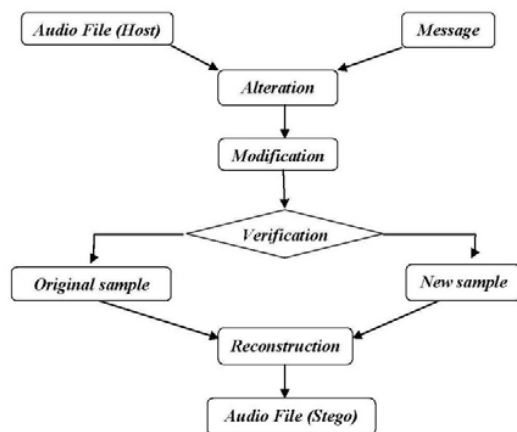 Audio File (Host)
Message
Alteration
Modification
Verification
Original sample
New sample
Reconstruction
Audio File (Stego)